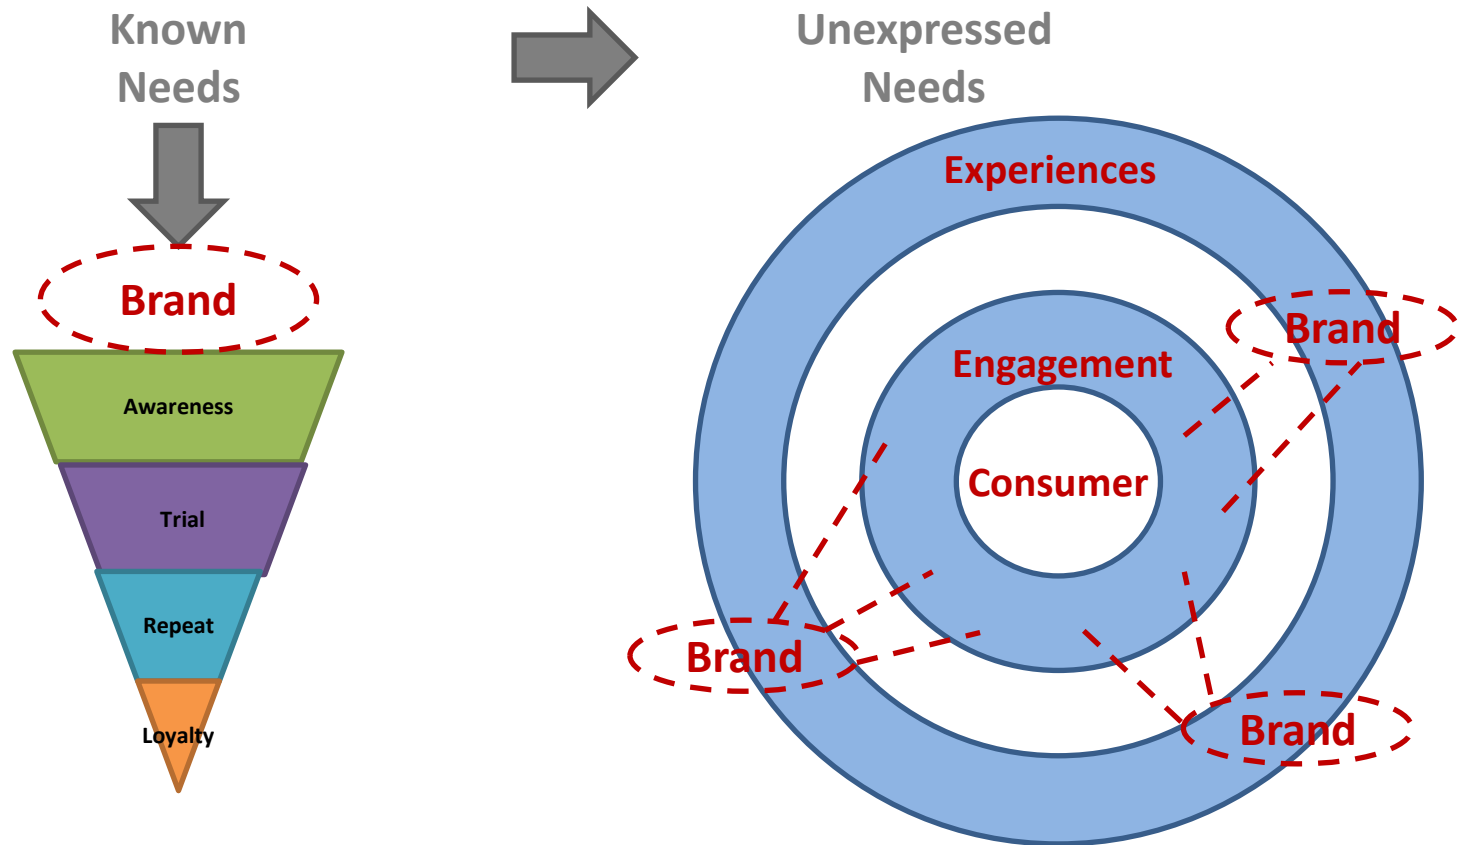 Known
Needs
Brand
Awareness
Trial
Repeat
Loyalty
Unexpressed
Needs
Experiences
Brand
Engagement
Consumer
Brand
Brand